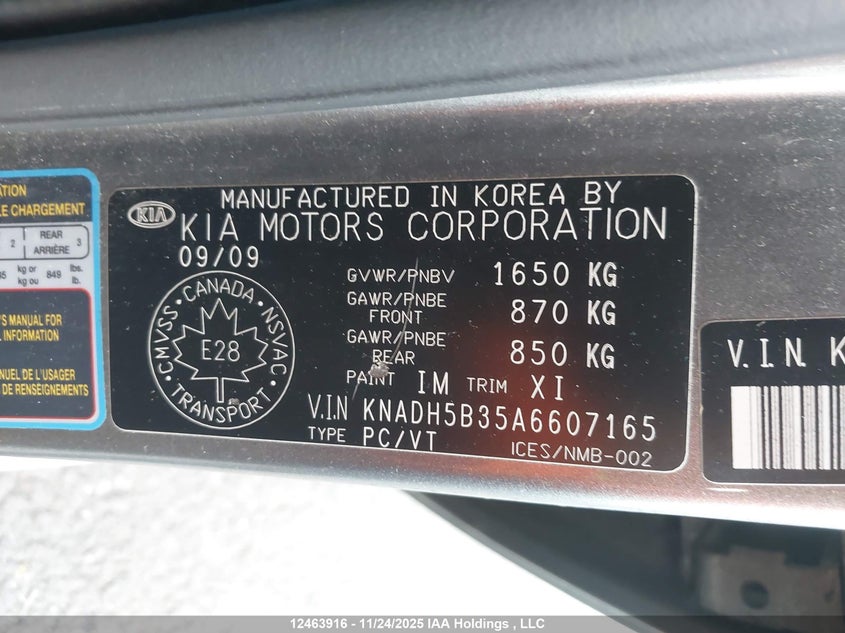 ATION
LE CHARGEMENT
2 REAR ARRIÈRE 3
kg or kg ou 849 lbs. lb.
'S MANUAL FOR
INFORMATION
NUEL DE L'USAGER
DE RENSEIGNEMENTS
KIA
MANUFACTURED IN KOREA BY
KIA MOTORS CORPORATION
09/09
GVWR/PNBV 1650 KG
GAWR/PNBE FRONT 870 KG
GAWR/PNBE REAR 850 KG
PAINT IM TRIM XI
V.I.N KNADH5B35A6607165
TYPE PC/VT
ICES/NMB-002
CANADA
CMVSS NSVAC
E28
TRANSPORT
V.I.N. K
12463916 - 11/24/2025 IAA Holdings , LLC